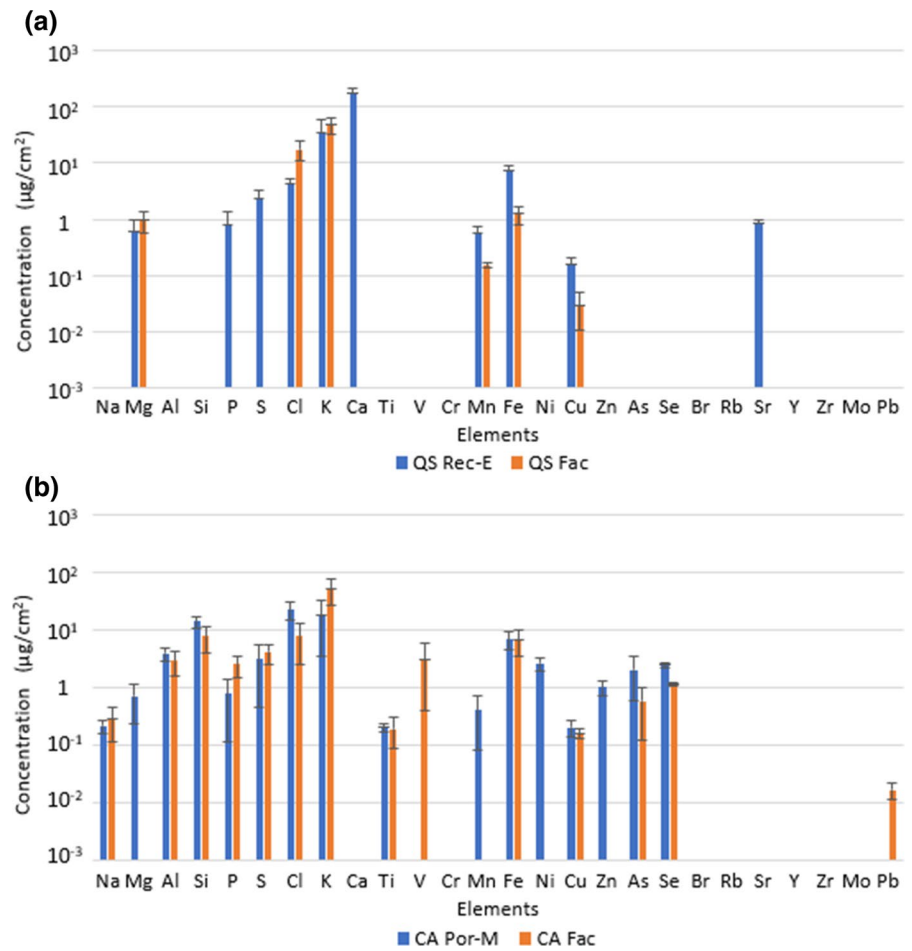 (a)
10³
10²
10¹
1
10⁻¹
10⁻²
10⁻³
Concentration (µg/cm²)
Na Mg Al Si P S Cl K Ca Ti V Cr Mn Fe Ni Cu Zn As Se Br Rb Sr Y Zr Mo Pb
Elements
QS Rec-E QS Fac
(b)
10³
10²
10¹
1
10⁻¹
10⁻²
10⁻³
Concentration (µg/cm²)
Na Mg Al Si P S Cl K Ca Ti V Cr Mn Fe Ni Cu Zn As Se Br Rb Sr Y Zr Mo Pb
Elements
CA Por-M CA Fac